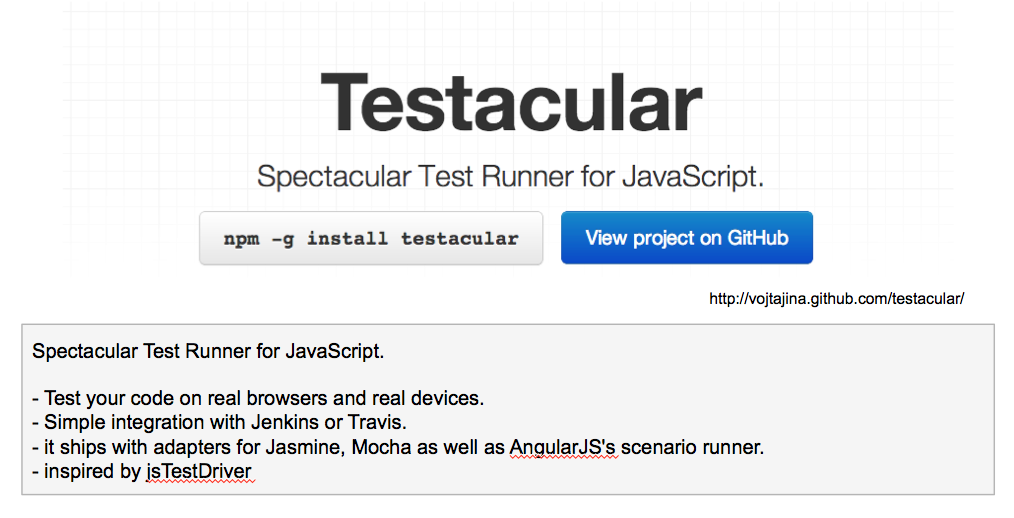 Testacular
Spectacular Test Runner for JavaScript.
npm -g install testacular
View project on GitHub
http://vojtajina.github.com/testacular/
Spectacular Test Runner for JavaScript.
- Test your code on real browsers and real devices.
- Simple integration with Jenkins or Travis.
- it ships with adapters for Jasmine, Mocha as well as AngularJS's scenario runner.
- inspired by jsTestDriver